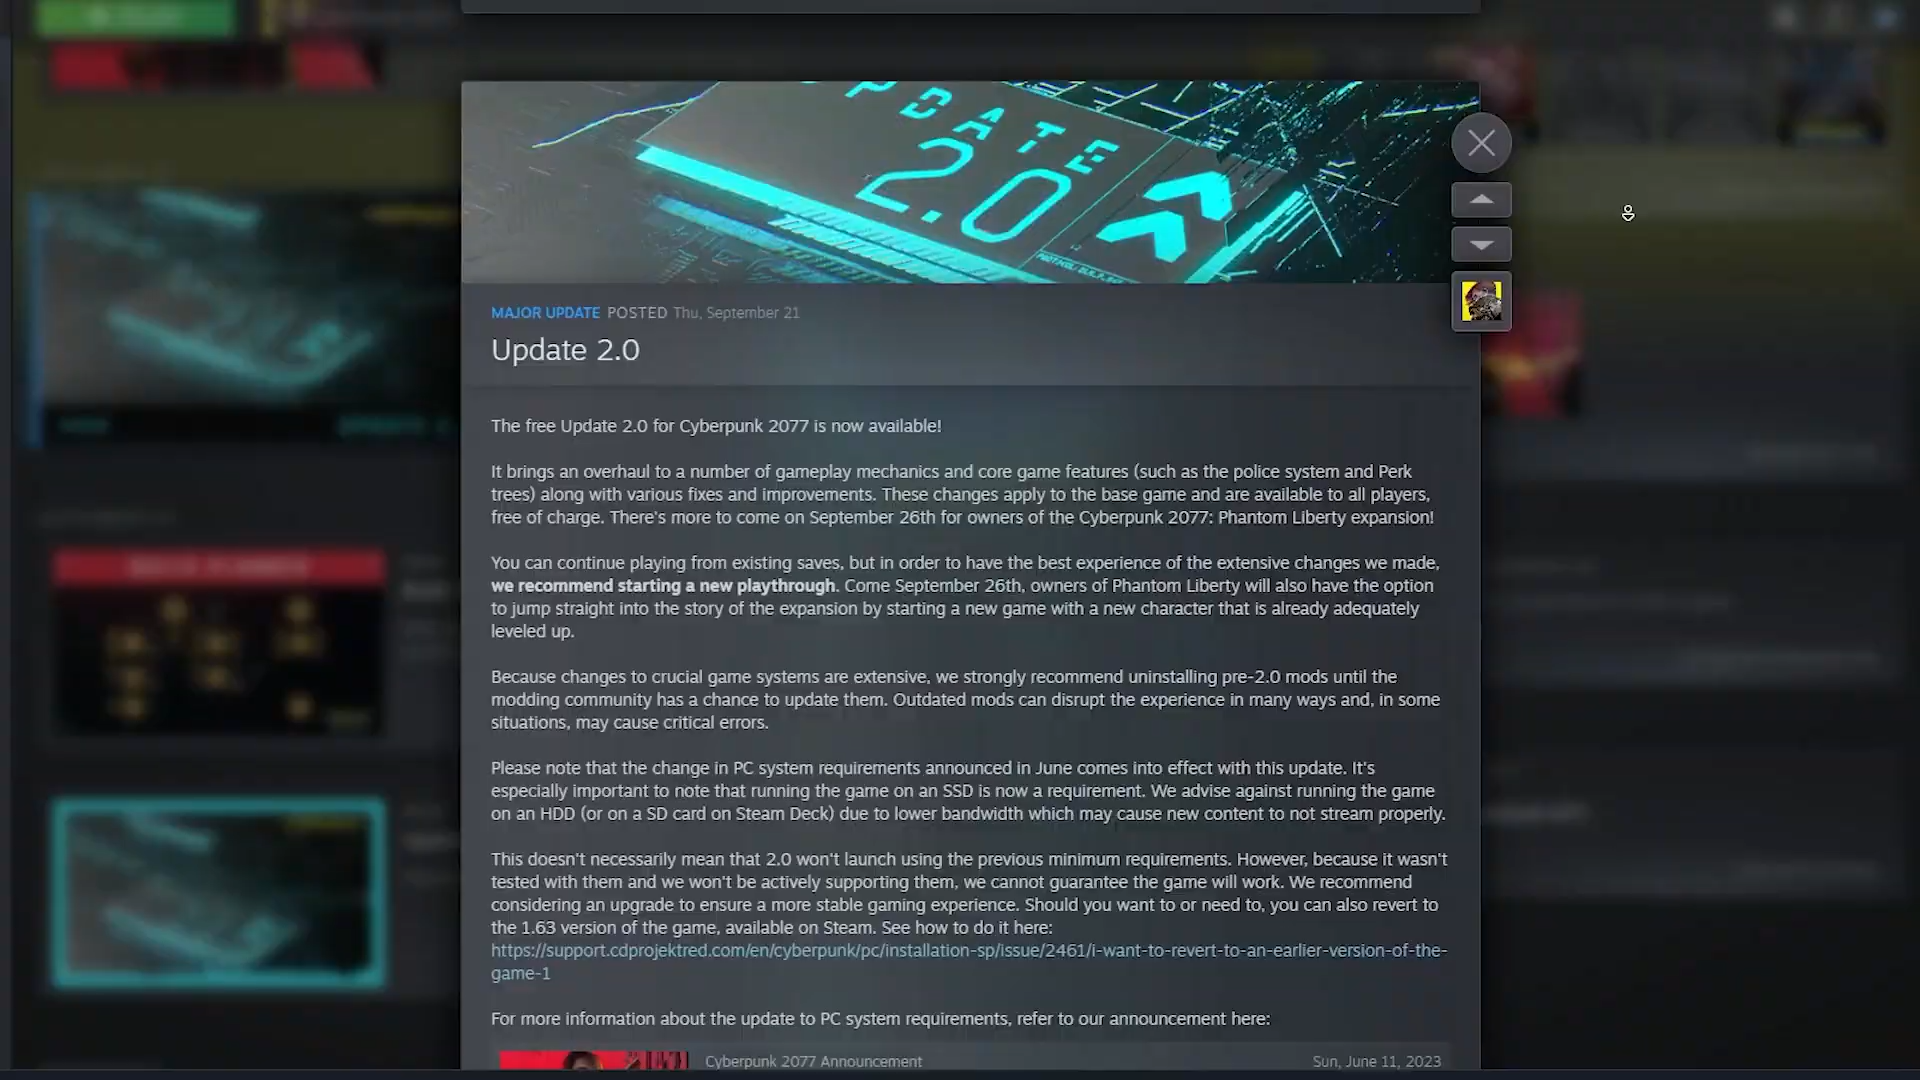 UPDATE
2.0
MAJOR UPDATE POSTED Thu, September 21
Update 2.0
The free Update 2.0 for Cyberpunk 2077 is now available!
It brings an overhaul to a number of gameplay mechanics and core game features (such as the police system and Perk
trees) along with various fixes and improvements. These changes apply to the base game and are available to all players,
free of charge. There's more to come on September 26th for owners of the Cyberpunk 2077: Phantom Liberty expansion!
You can continue playing from existing saves, but in order to have the best experience of the extensive changes we made,
we recommend starting a new playthrough. Come September 26th, owners of Phantom Liberty will also have the option
to jump straight into the story of the expansion by starting a new game with a new character that is already adequately
leveled up.
Because changes to crucial game systems are extensive, we strongly recommend uninstalling pre-2.0 mods until the
modding community has a chance to update them. Outdated mods can disrupt the experience in many ways and, in some
situations, may cause critical errors.
Please note that the change in PC system requirements announced in June comes into effect with this update. It's
especially important to note that running the game on an SSD is now a requirement. We advise against running the game
on an HDD (or on a SD card on Steam Deck) due to lower bandwidth which may cause new content to not stream properly.
This doesn't necessarily mean that 2.0 won't launch using the previous minimum requirements. However, because it wasn't
tested with them and we won't be actively supporting them, we cannot guarantee the game will work. We recommend
considering an upgrade to ensure a more stable gaming experience. Should you want to or need to, you can also revert to
the 1.63 version of the game, available on Steam. See how to do it here:
https://support.cdprojektred.com/en/cyberpunk/pc/installation-sp/issue/2461/i-want-to-revert-to-an-earlier-version-of-the-
game-1
For more information about the update to PC system requirements, refer to our announcement here:
Cyberpunk 2077 Announcement
Sun, June 11, 2023